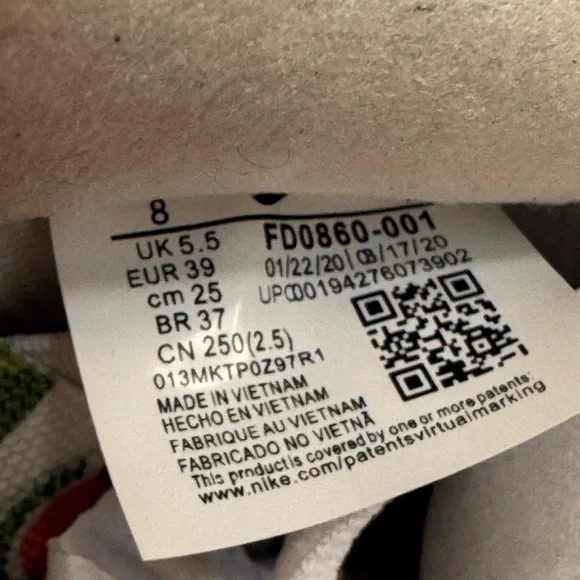 8
UK 5.5
EUR 39
cm 25
BR 37
CN 250(2.5)
FD0860-001
01/22/20 | 08/17/20
UPC00194276073902
013MKTP0Z97R1
MADE IN VIETNAM
HECHO EN VIETNAM
FABRIQUE AU VIETNAM
FABRICADO NO VIETNÃ
This product is covered by one or more patents:
www.nike.com/patentsvirtualmarking